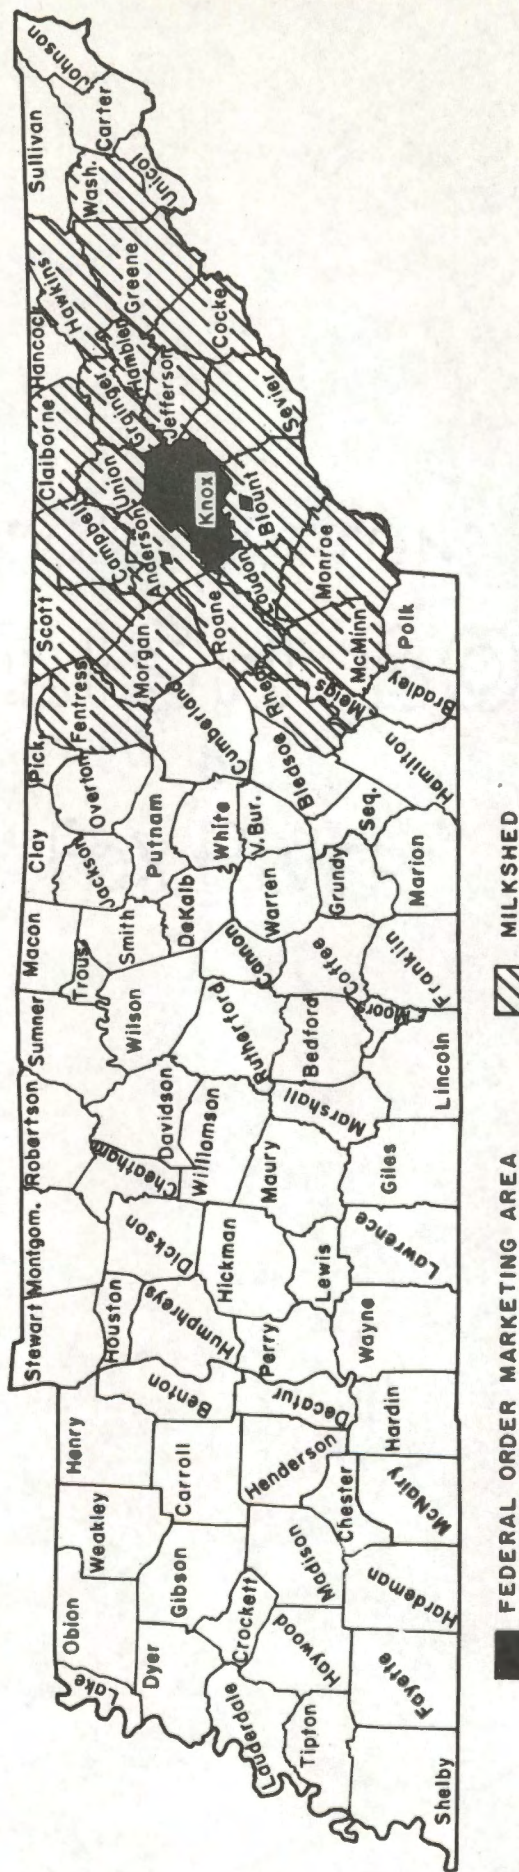 Lake
Obion
Weakley
Henry
Stewart
Montgom.
Robertson
Sumner
Macon
Clay
Pick.
Fentress
Scott
Campbell
Claiborne
Hancock
Hawkins
Sullivan
Johnson
Carter
Dyer
Gibson
Carroll
Benton
Houston
Humphreys
Dickson
Cheatham
Davidson
Wilson
Trous.
Smith
Jackson
Overton
Putnam
Morgan
Anderson
Union
Grainger
Hamblen
Greene
Wash.
Unicoi
Lauderdale
Crockett
Haywood
Madison
Henderson
Decatur
Perry
Hickman
Williamson
Rutherford
Cannon
DeKalb
White
V. Bur.
Warren
Cumberland
Bledsoe
Rhea
Roane
Loudon
Knox
Blount
Jefferson
Sevier
Cocke
Tipton
Chester
Lewis
Maury
Marshall
Bedford
Coffee
Grundy
Seq.
Meigs
McMinn
Monroe
Shelby
Fayette
Hardeman
McNairy
Hardin
Wayne
Lawrence
Giles
Lincoln
Moore
Franklin
Marion
Hamilton
Bradley
Polk
FEDERAL ORDER MARKETING AREA
MILKSHED